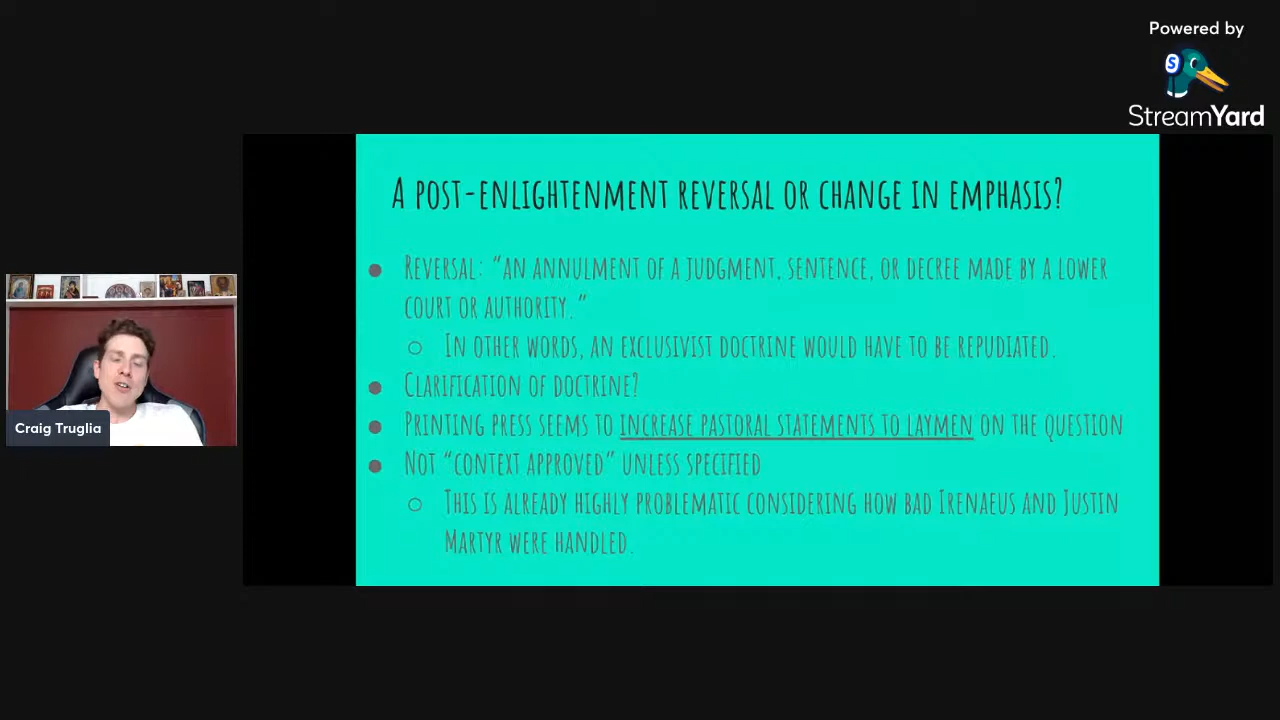 Powered by
S
StreamYard
A post-enlightenment reversal or change in emphasis?
● Reversal: “an annulment of a judgment, sentence, or decree made by a lower
court or authority.”
○ In other words, an exclusivist doctrine would have to be repudiated.
● Clarification of doctrine?
● Printing press seems to increase pastoral statements to laymen on the question
● Not “context approved” unless specified
○ This is already highly problematic considering how bad Irenaeus and Justin
Martyr were handled.
Craig Truglia